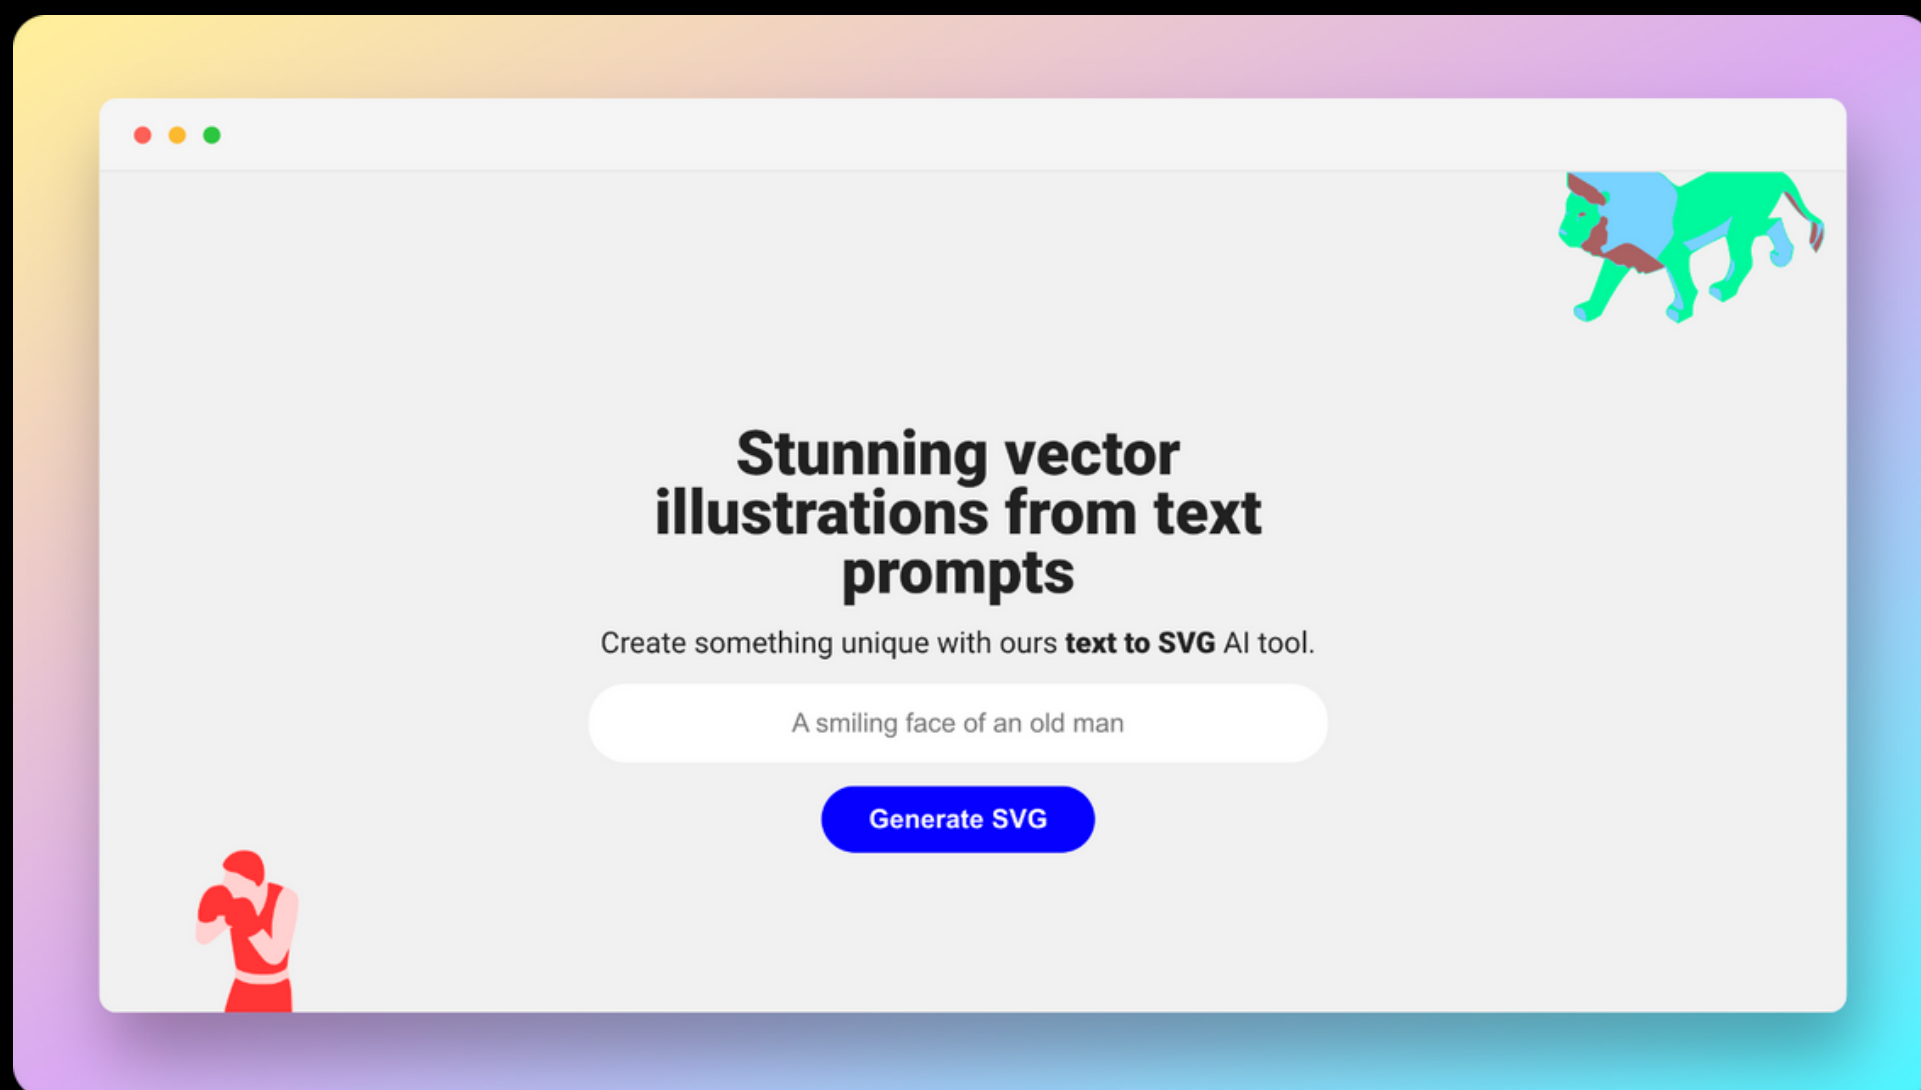 Stunning vector
illustrations from text
prompts
Create something unique with ours text to SVG AI tool.
A smiling face of an old man
Generate SVG